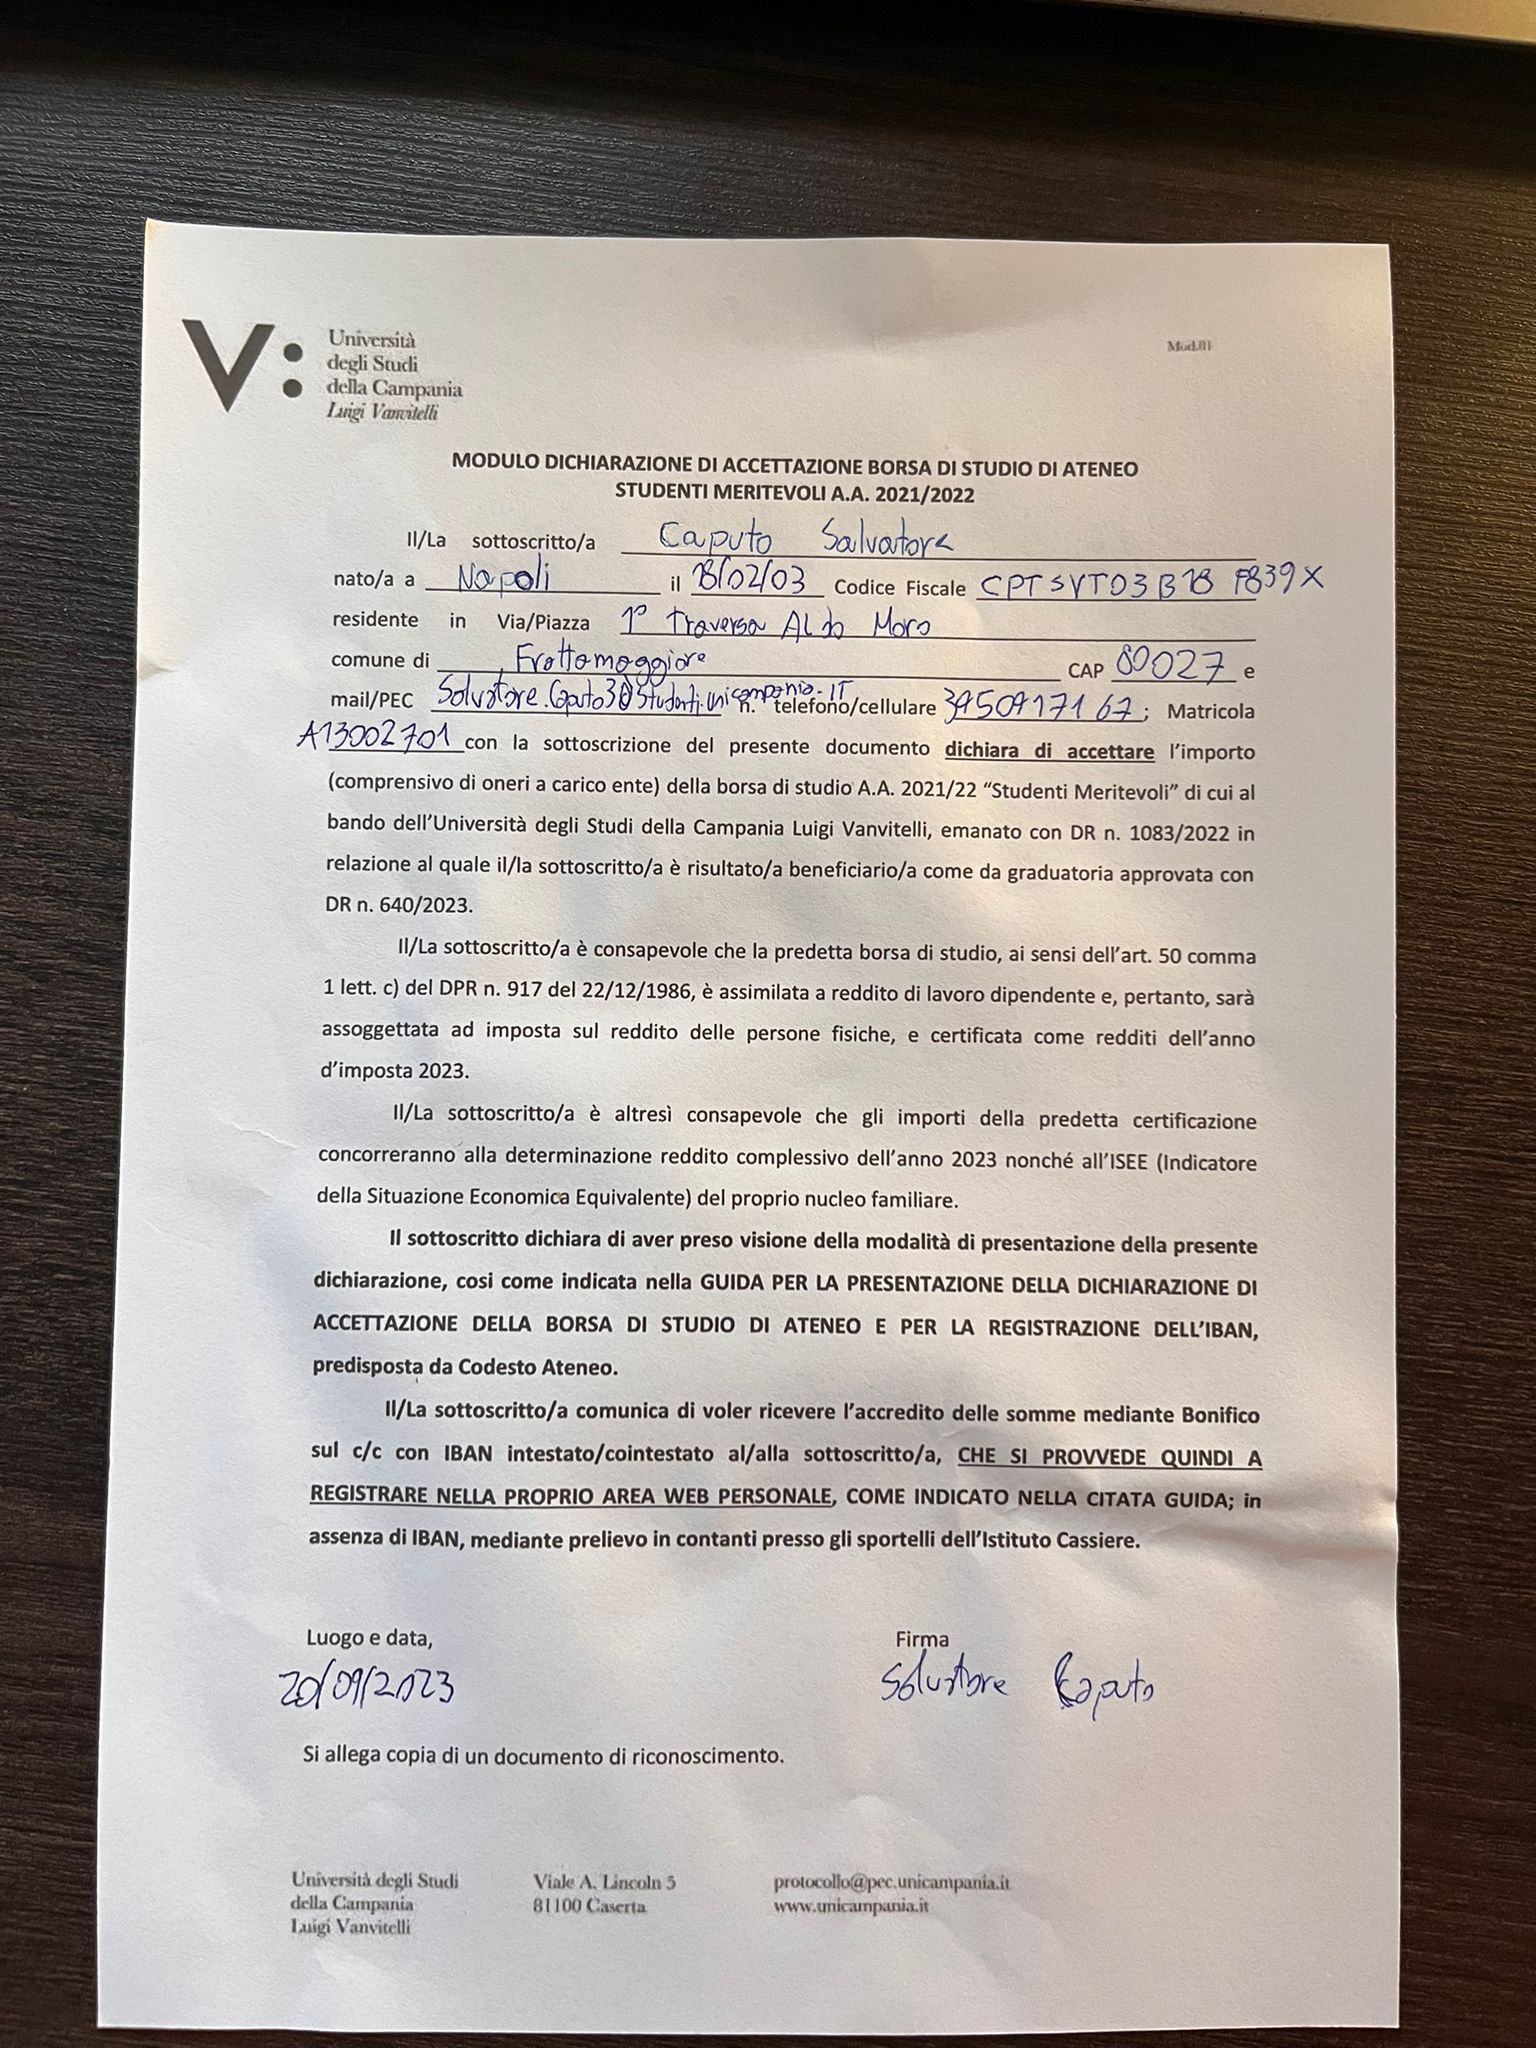 Università
degli Studi
della Campania
Luigi Vanvitelli
Mod.81
MODULO DICHIARAZIONE DI ACCETTAZIONE BORSA DI STUDIO DI ATENEO
STUDENTI MERITEVOLI A.A. 2021/2022
Il/La sottoscritto/a Caputo Salvatore
nato/a a Napoli il 18/02/03 Codice Fiscale CPTSVT03B18F839X
residente in Via/Piazza 1° Traversa Aldo Moro
comune di Frattamaggiore CAP 80027 e
mail/PEC Salvatore.Caputo3@studenti.unicampania.IT n. telefono/cellulare 3450917167; Matricola
A13002701 con la sottoscrizione del presente documento dichiara di accettare l'importo
(comprensivo di oneri a carico ente) della borsa di studio A.A. 2021/22 “Studenti Meritevoli” di cui al
bando dell'Università degli Studi della Campania Luigi Vanvitelli, emanato con DR n. 1083/2022 in
relazione al quale il/la sottoscritto/a è risultato/a beneficiario/a come da graduatoria approvata con
DR n. 640/2023.
Il/La sottoscritto/a è consapevole che la predetta borsa di studio, ai sensi dell'art. 50 comma
1 lett. c) del DPR n. 917 del 22/12/1986, è assimilata a reddito di lavoro dipendente e, pertanto, sarà
assoggettata ad imposta sul reddito delle persone fisiche, e certificata come redditi dell'anno
d'imposta 2023.
Il/La sottoscritto/a è altresì consapevole che gli importi della predetta certificazione
concorreranno alla determinazione reddito complessivo dell'anno 2023 nonché all'ISEE (Indicatore
della Situazione Economica Equivalente) del proprio nucleo familiare.
Il sottoscritto dichiara di aver preso visione della modalità di presentazione della presente
dichiarazione, cosi come indicata nella GUIDA PER LA PRESENTAZIONE DELLA DICHIARAZIONE DI
ACCETTAZIONE DELLA BORSA DI STUDIO DI ATENEO E PER LA REGISTRAZIONE DELL'IBAN,
predisposta da Codesto Ateneo.
Il/La sottoscritto/a comunica di voler ricevere l'accredito delle somme mediante Bonifico
sul c/c con IBAN intestato/cointestato al/alla sottoscritto/a, CHE SI PROVVEDE QUINDI A
REGISTRARE NELLA PROPRIO AREA WEB PERSONALE, COME INDICATO NELLA CITATA GUIDA; in
assenza di IBAN, mediante prelievo in contanti presso gli sportelli dell'Istituto Cassiere.
Luogo e data, Firma
20/09/2023 Salvatore Caputo
Si allega copia di un documento di riconoscimento.
Università degli Studi
della Campania
Luigi Vanvitelli
Viale A. Lincoln 5
81100 Caserta
protocollo@pec.unicampania.it
www.unicampania.it